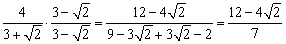 4/(3+√2) · (3−√2)/(3−√2) = (12−4√2)/(9−3√2+3√2−2) = (12−4√2)/7